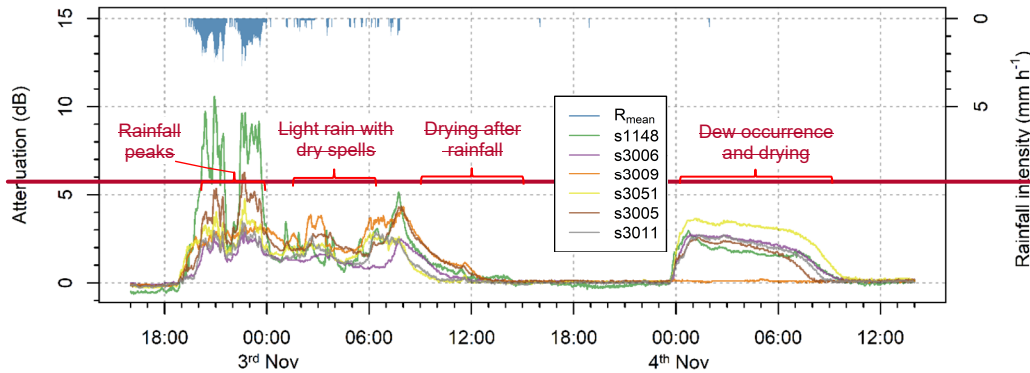 15
10
5
0
Attenuation (dB)
0
5
Rainfall intensity (mm h⁻¹)
Rainfall
peaks
Light rain with
dry spells
Drying after
rainfall
Dew occurrence
and drying
Rmean
s1148
s3006
s3009
s3051
s3005
s3011
18:00 00:00 06:00 12:00 18:00 00:00 06:00 12:00
3rd Nov 4th Nov